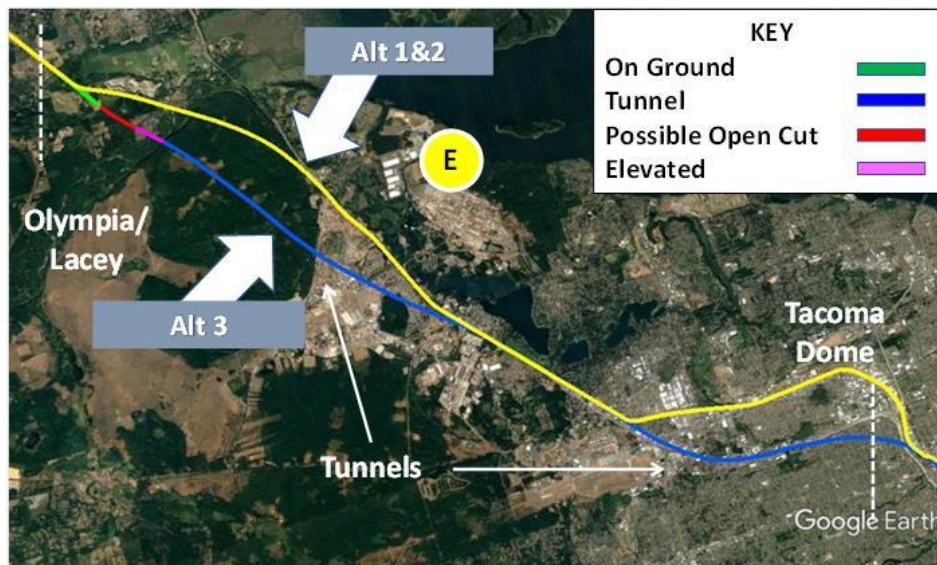 KEY
On Ground
Tunnel
Possible Open Cut
Elevated
Alt 1&2
E
Olympia/
Lacey
Alt 3
Tacoma
Dome
Tunnels
Google Earth